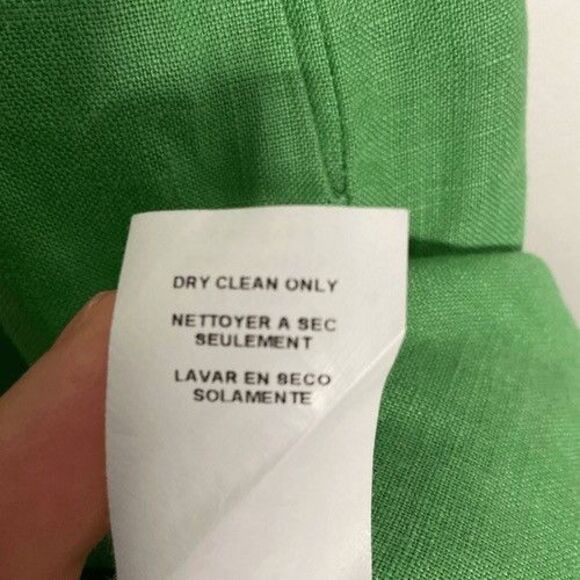 DRY CLEAN ONLY
NETTOYER A SEC
SEULEMENT
LAVAR EN SECO
SOLAMENTE